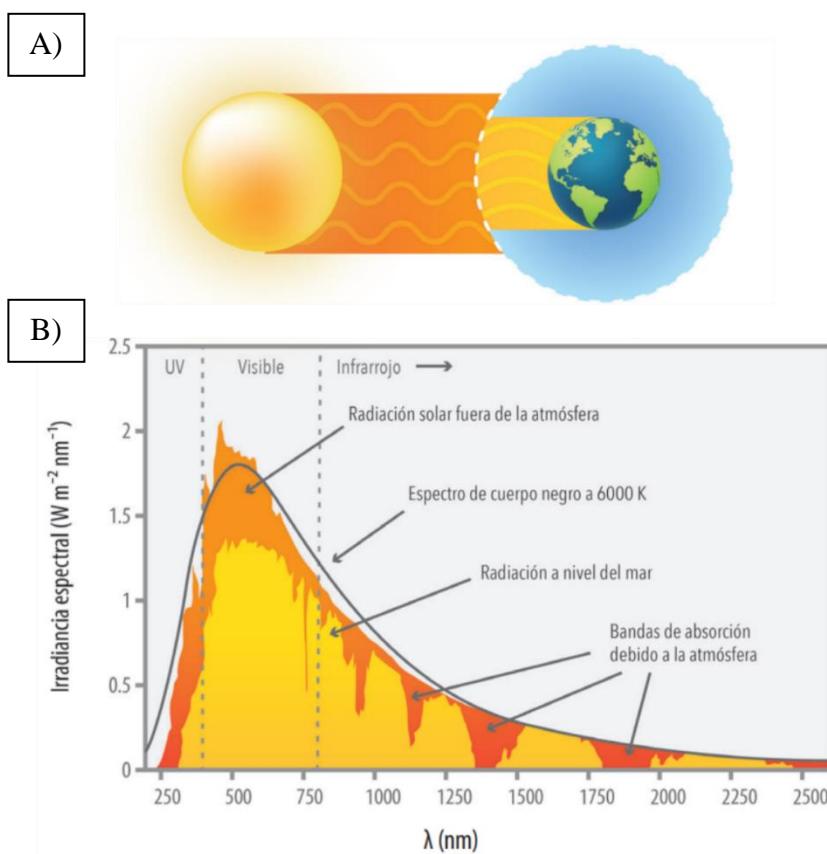 A)
B)
2.5
2
1.5
1
0.5
0
Irradiancia espectral (W m⁻² nm⁻¹)
UV
Visible
Infrarrojo
Radiación solar fuera de la atmósfera
Espectro de cuerpo negro a 6000 K
Radiación a nivel del mar
Bandas de absorción
debido a la atmósfera
250 500 750 1000 1250 1500 1750 2000 2250 2500
λ (nm)